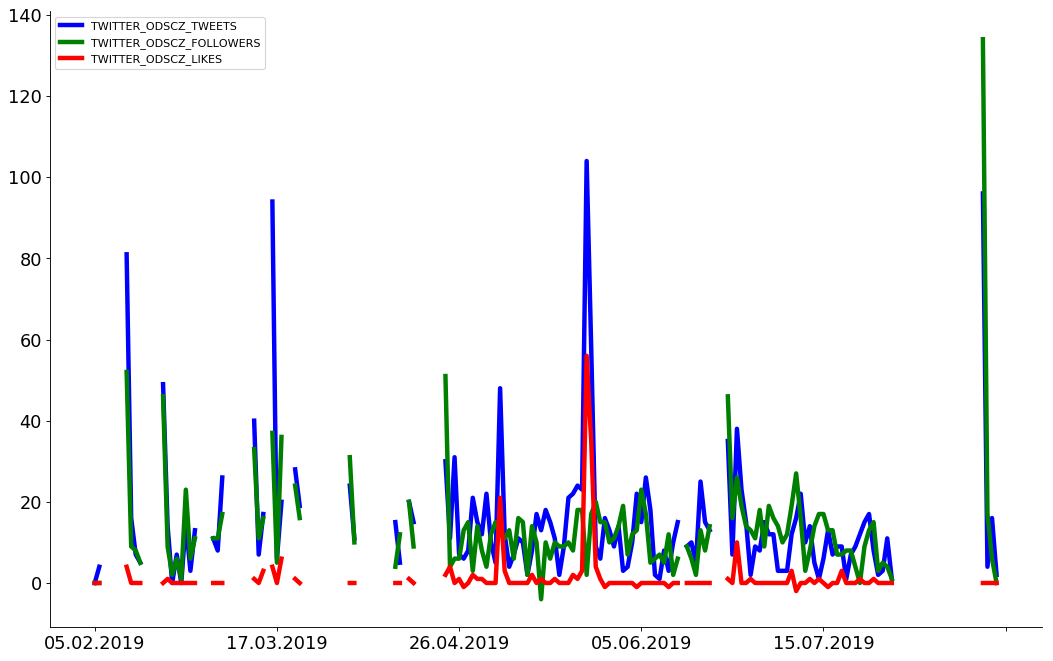 140
120
100
80
60
40
20
0
TWITTER_ODSCZ_TWEETS
TWITTER_ODSCZ_FOLLOWERS
TWITTER_ODSCZ_LIKES
05.02.2019 17.03.2019 26.04.2019 05.06.2019 15.07.2019